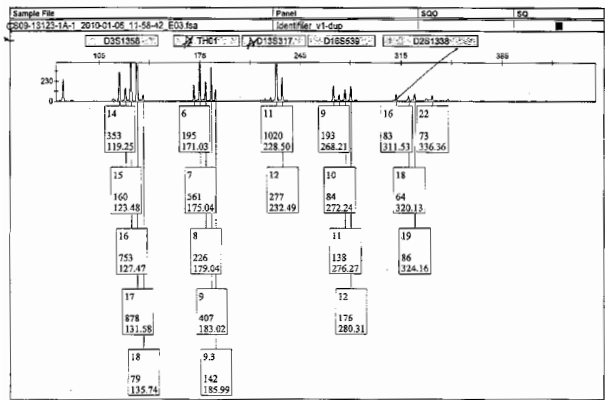 Sample File Panel SQO SQ
CS09-13123-1A-1_2010-01-06_11-58-42_E03.fsa Identifiler_v1-dup
D3S1358 TH01 D13S317 D16S539 D2S1338
105 175 245 315 385
230
0
14 6 11 9 16 22
353 195 1020 193 83 73
119.25 171.03 228.50 268.21 311.53 336.36
15 7 12 10 18
160 561 277 84 64
123.48 175.04 232.49 272.24 320.13
16 8 11 19
753 226 138 86
127.47 179.04 276.27 324.16
17 9 12
878 407 176
131.58 183.02 280.31
18 9.3
79 142
135.74 185.99